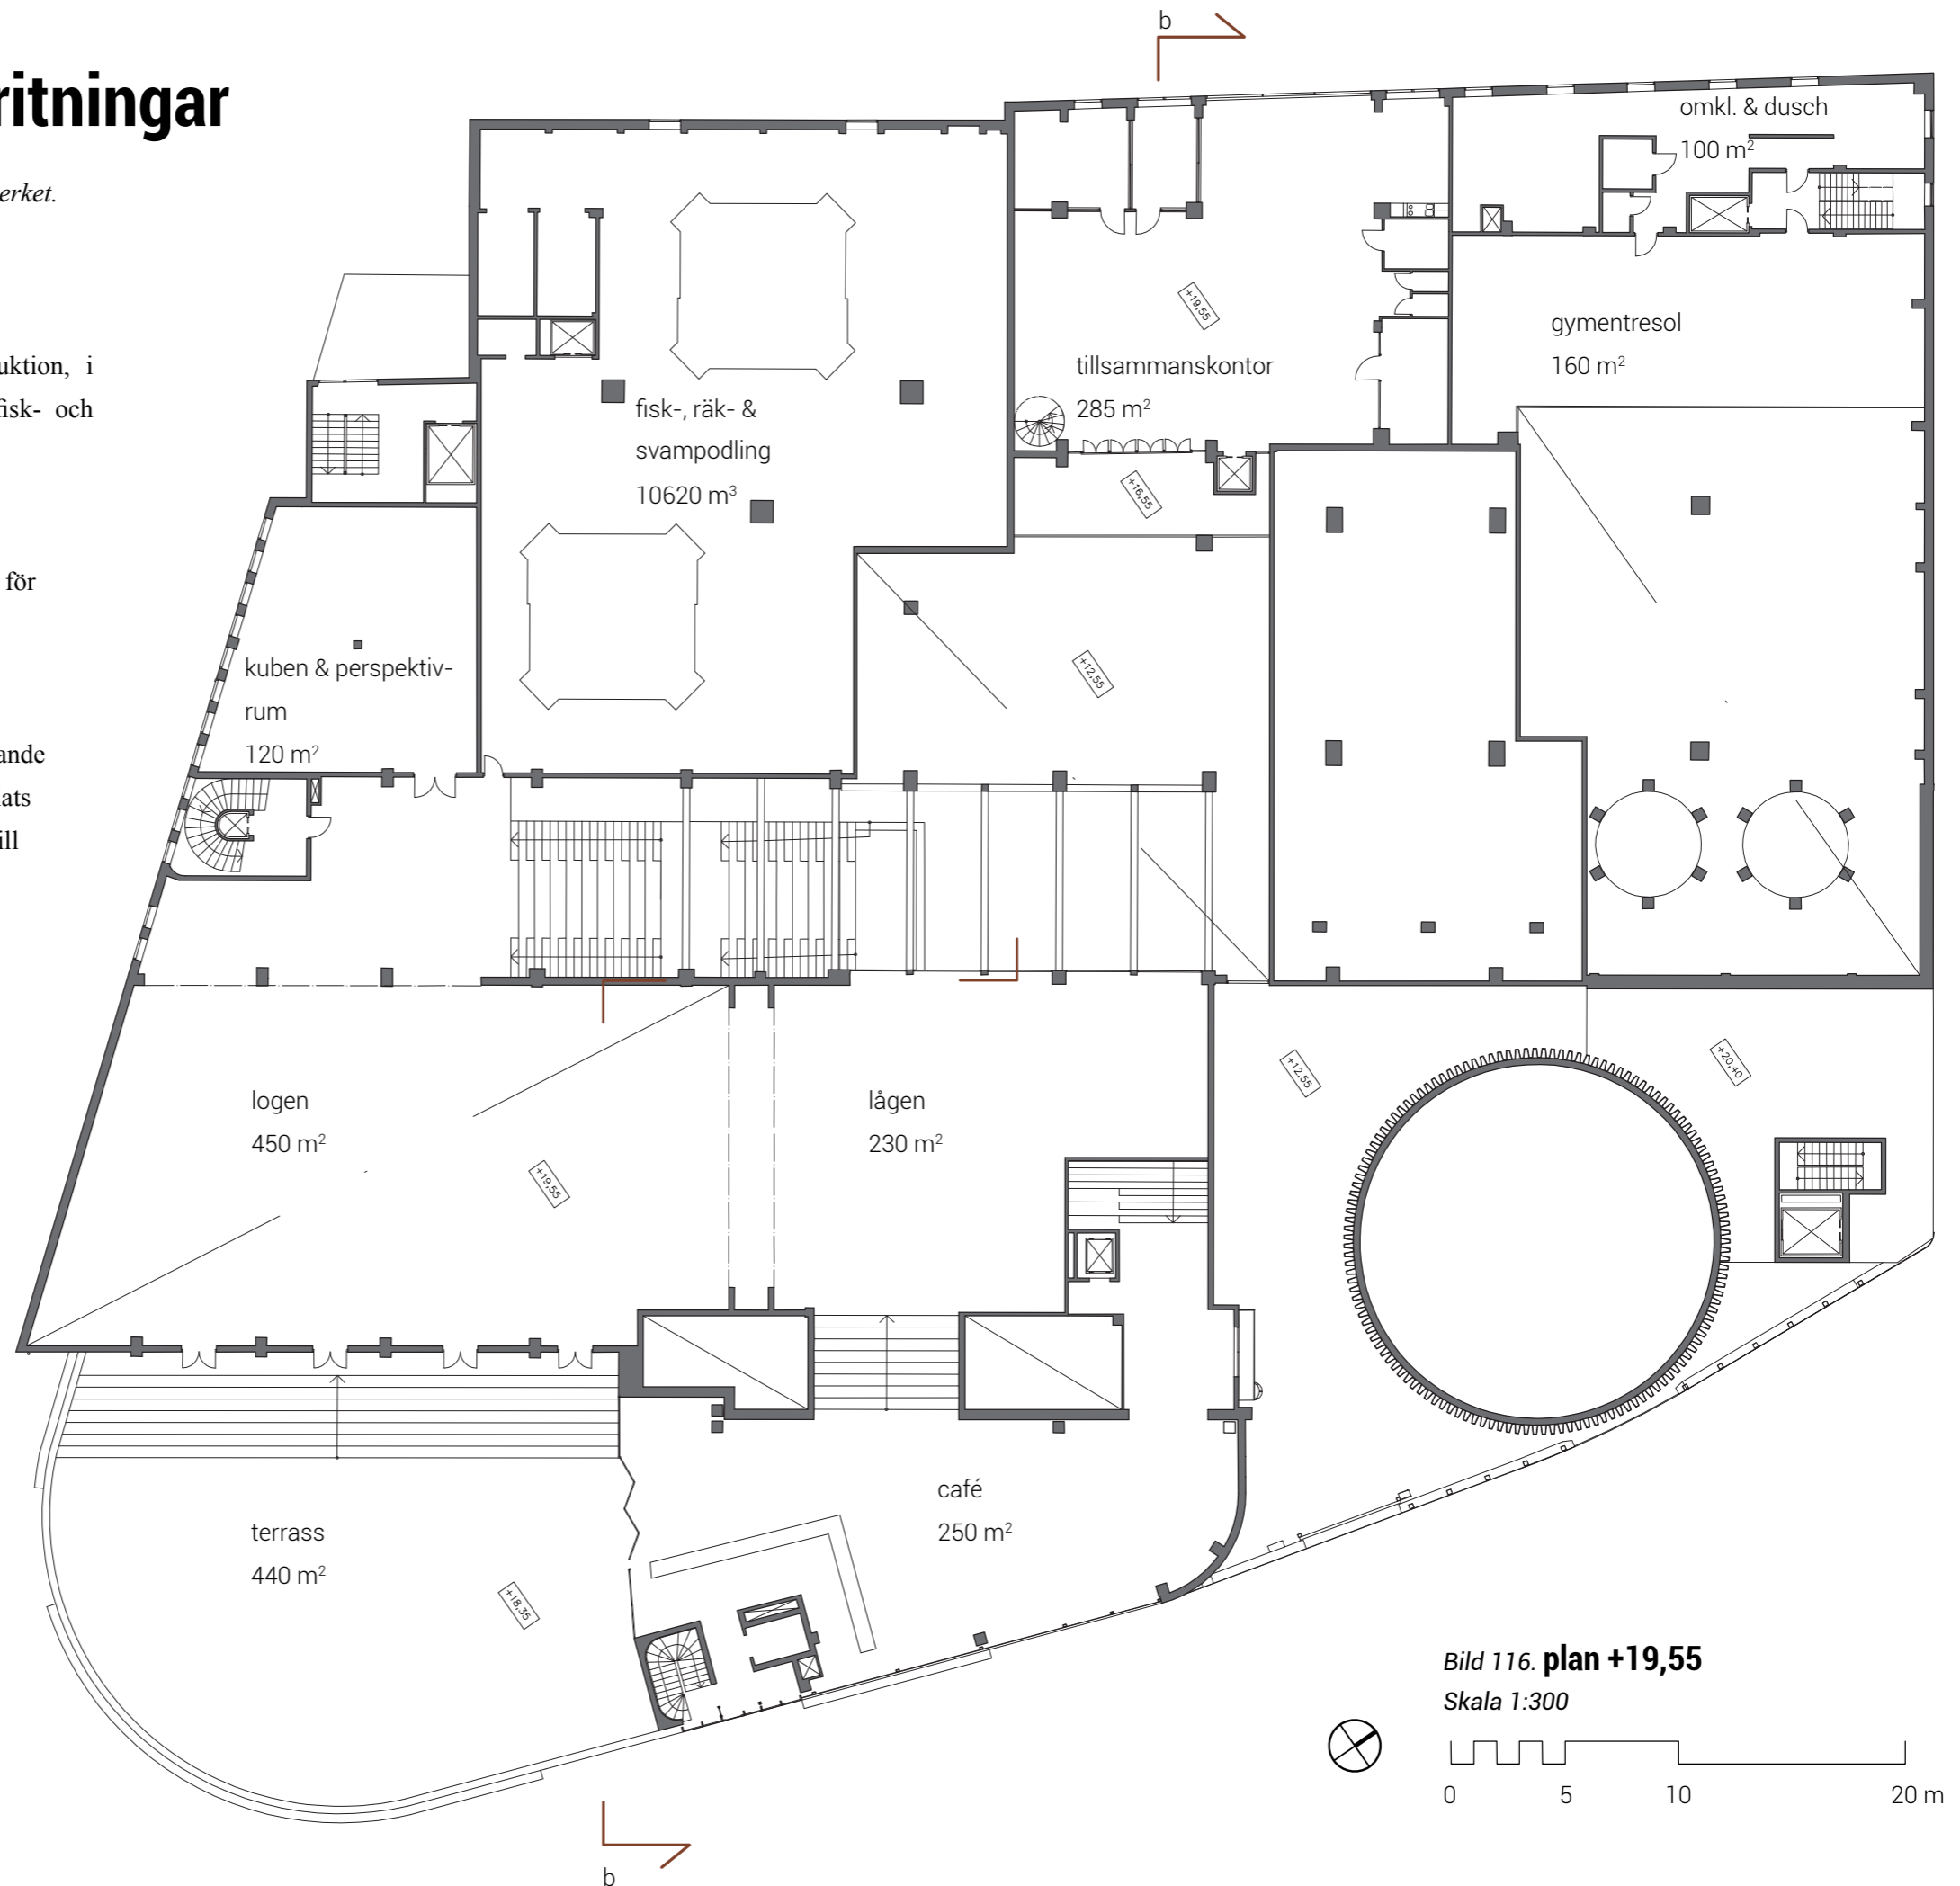 ritningar
erket.
uktion, i
fisk- och
för
ande
ats
ill
b
omkl. & dusch
100 m²
+19,55
gymentresol
160 m²
tillsammanskontor
285 m²
fisk-, räk- &
svampodling
10620 m³
+16,55
kuben & perspektiv-
rum
120 m²
+12,55
logen
450 m²
+19,55
lågen
230 m²
+12,55
+20,40
café
250 m²
terrass
440 m²
+18,35
Bild 116. plan +19,55
Skala 1:300
0 5 10 20 m
b